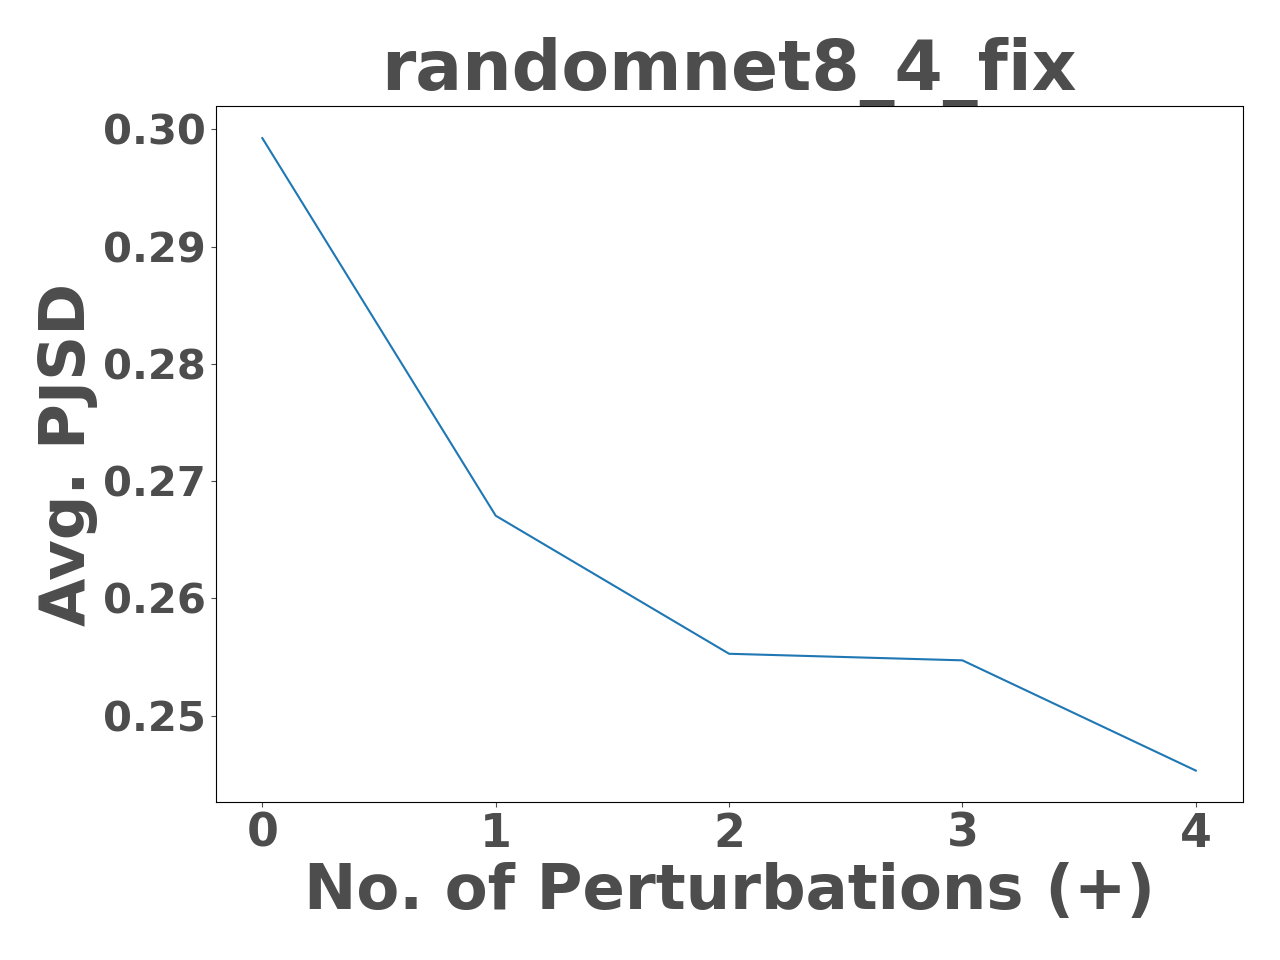 randomnet8_4_fix
Avg. PJSD
0.30
0.29
0.28
0.27
0.26
0.25
0 1 2 3 4
No. of Perturbations (+)